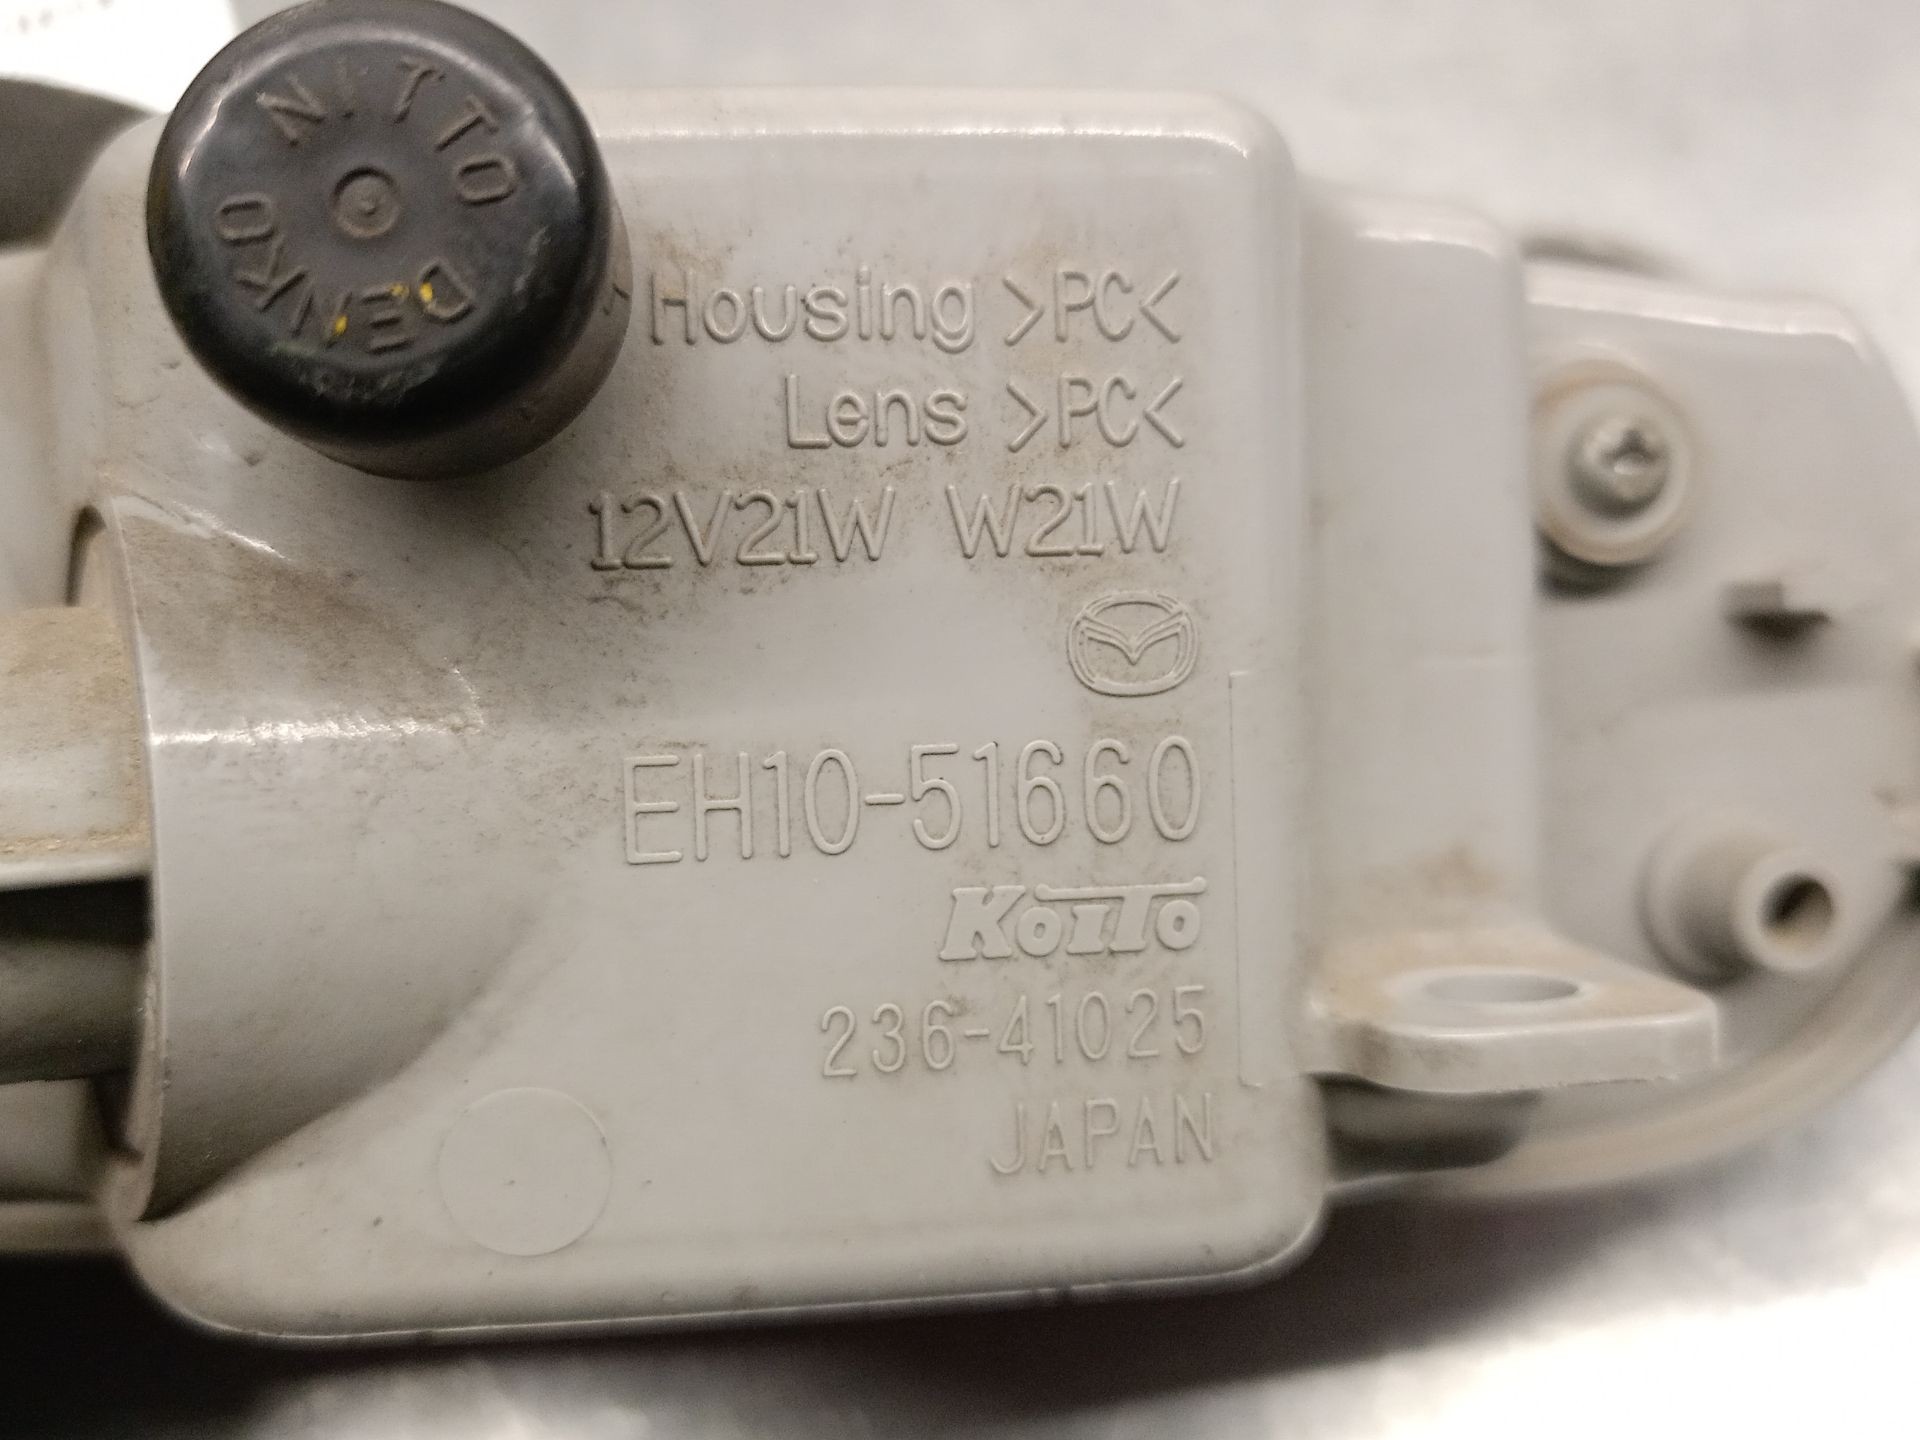 NITTO
DENKO
Housing >PC<
Lens >PC<
12V21W W21W
EH10-51660
KOITO
236-41025
JAPAN